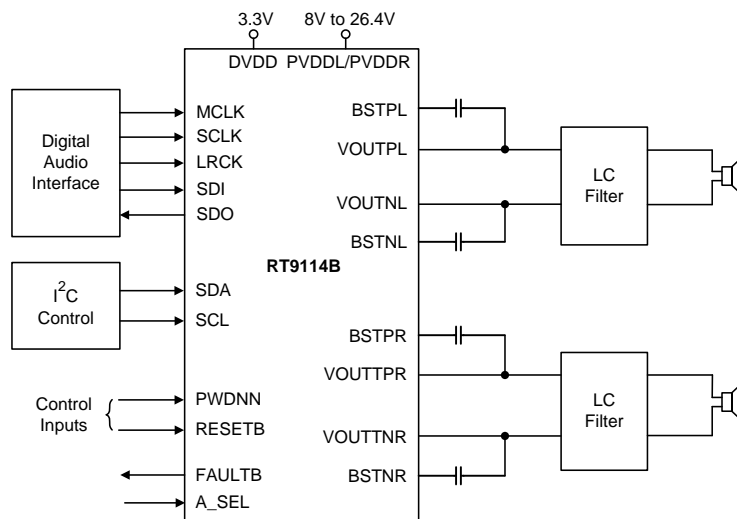 3.3V
8V to 26.4V
DVDD
PVDDL/PVDDR
Digital
Audio
Interface
MCLK
SCLK
LRCK
SDI
SDO
I2C
Control
SDA
SCL
Control
Inputs
PWDNN
RESETB
FAULTB
A_SEL
RT9114B
BSTPL
VOUTPL
VOUTNL
BSTNL
LC
Filter
BSTPR
VOUTTPR
VOUTTNR
BSTNR
LC
Filter